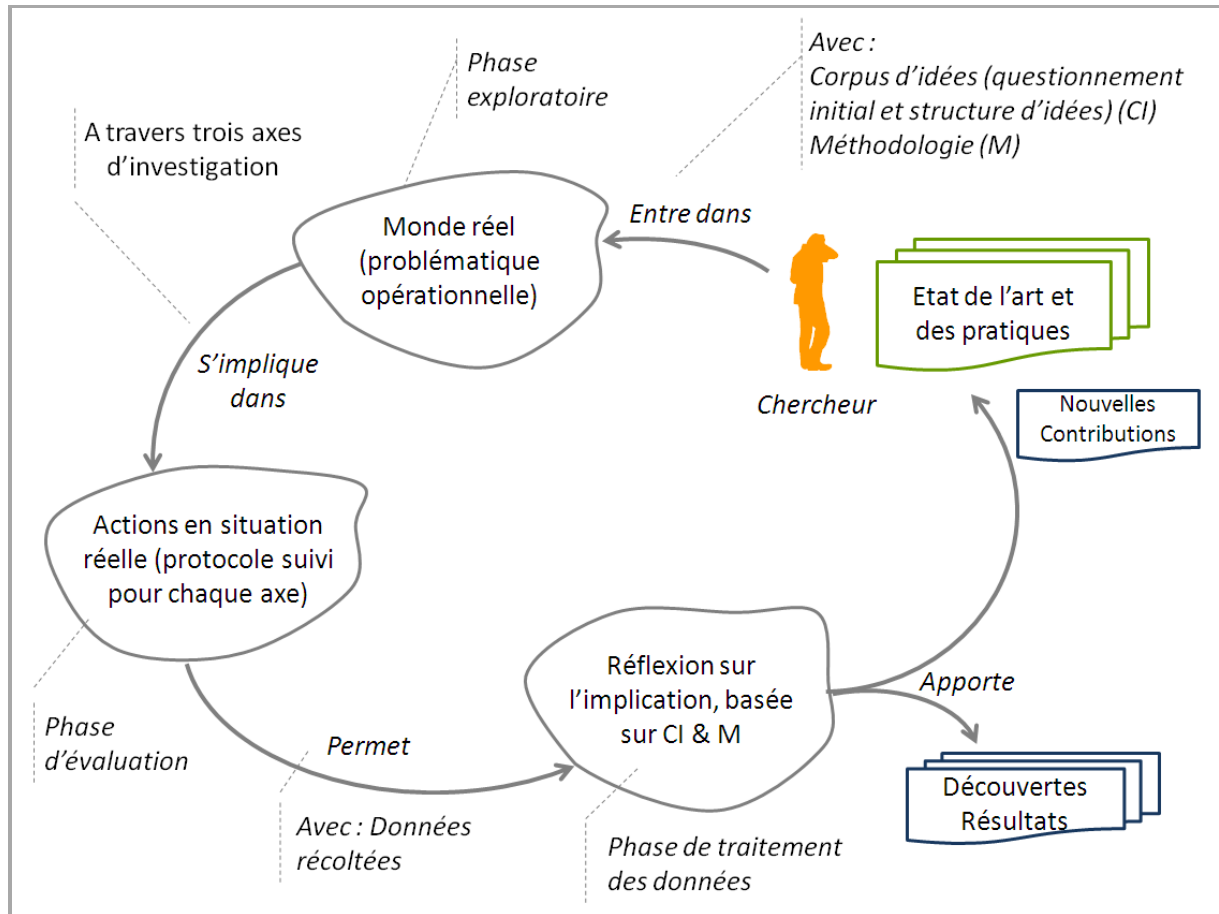 Avec :
Corpus d’idées (questionnement
initial et structure d’idées) (CI)
Méthodologie (M)
Phase
exploratoire
A travers trois axes
d’investigation
Entre dans
Monde réel
(problématique
opérationnelle)
Chercheur
Etat de l’art et
des pratiques
Nouvelles
Contributions
S’implique
dans
Actions en situation
réelle (protocole suivi
pour chaque axe)
Phase
d’évaluation
Permet
Avec : Données
récoltées
Réflexion sur
l’implication, basée
sur CI & M
Phase de traitement
des données
Apporte
Découvertes
Résultats